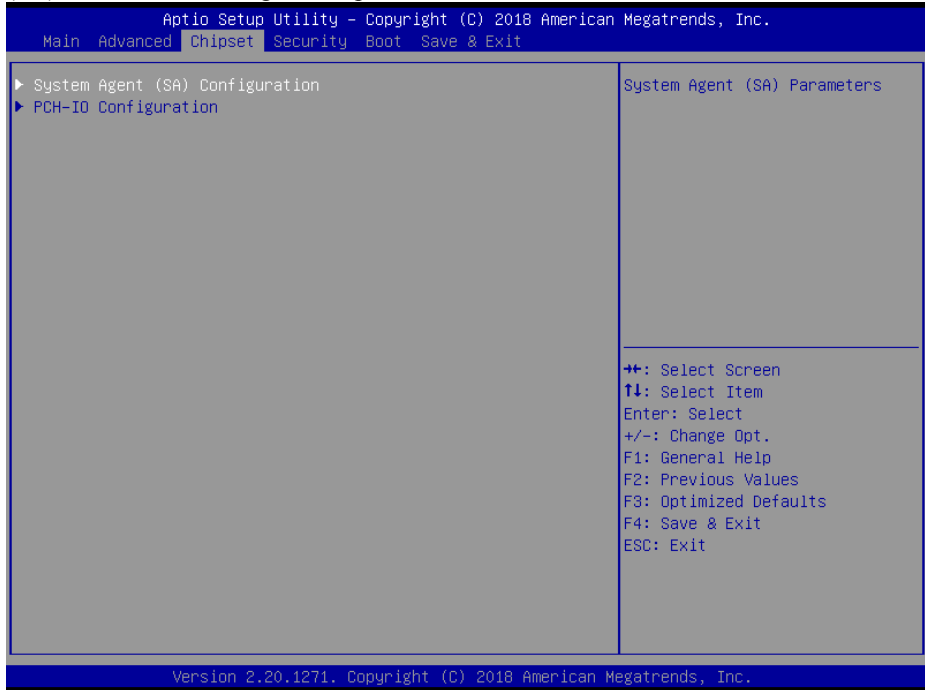 Aptio Setup Utility – Copyright (C) 2018 American Megatrends, Inc.
Main Advanced Chipset Security Boot Save & Exit
System Agent (SA) Configuration
PCH-IO Configuration
System Agent (SA) Parameters
→←: Select Screen
↑↓: Select Item
Enter: Select
+/-: Change Opt.
F1: General Help
F2: Previous Values
F3: Optimized Defaults
F4: Save & Exit
ESC: Exit
Version 2.20.1271. Copyright (C) 2018 American Megatrends, Inc.